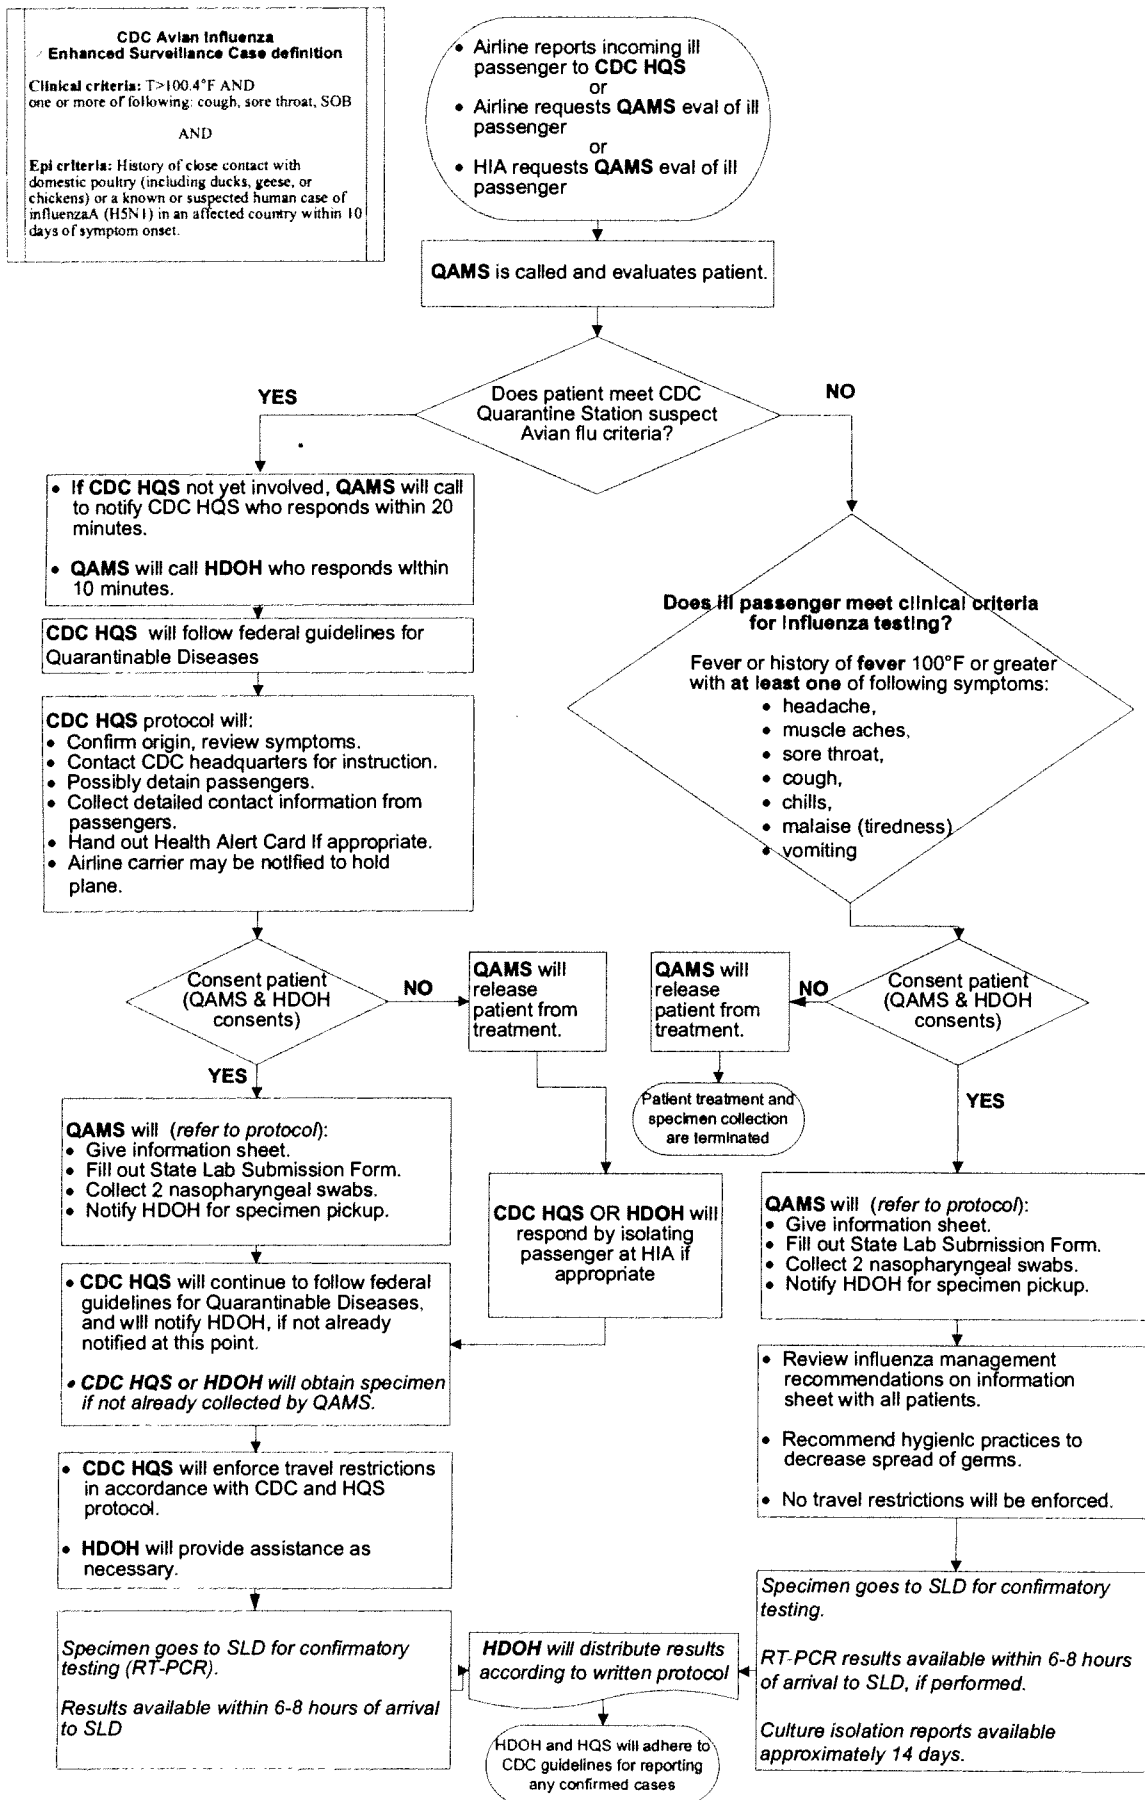 CDC Avian Influenza
Enhanced Surveillance Case definition
Clinical criteria: T>100.4°F AND
one or more of following: cough, sore throat, SOB
AND
Epi criteria: History of close contact with
domestic poultry (including ducks, geese, or
chickens) or a known or suspected human case of
influenzaA (H5N1) in an affected country within 10
days of symptom onset.
• Airline reports incoming ill
passenger to CDC HQS
or
• Airline requests QAMS eval of ill
passenger
or
• HIA requests QAMS eval of ill
passenger
QAMS is called and evaluates patient.
Does patient meet CDC
Quarantine Station suspect
Avian flu criteria?
YES
NO
• If CDC HQS not yet involved, QAMS will call
to notify CDC HQS who responds within 20
minutes.
• QAMS will call HDOH who responds within
10 minutes.
CDC HQS will follow federal guidelines for
Quarantinable Diseases
CDC HQS protocol will:
• Confirm origin, review symptoms.
• Contact CDC headquarters for instruction.
• Possibly detain passengers.
• Collect detailed contact information from
passengers.
• Hand out Health Alert Card If appropriate.
• Airline carrier may be notified to hold
plane.
Does ill passenger meet clinical criteria
for influenza testing?
Fever or history of fever 100°F or greater
with at least one of following symptoms:
• headache,
• muscle aches,
• sore throat,
• cough,
• chills,
• malaise (tiredness)
• vomiting
Consent patient
(QAMS & HDOH
consents)
NO
YES
QAMS will
release
patient from
treatment.
QAMS will
release
patient from
treatment.
NO
Consent patient
(QAMS & HDOH
consents)
YES
Patient treatment and
specimen collection
are terminated
QAMS will (refer to protocol):
• Give information sheet.
• Fill out State Lab Submission Form.
• Collect 2 nasopharyngeal swabs.
• Notify HDOH for specimen pickup.
CDC HQS OR HDOH will
respond by isolating
passenger at HIA if
appropriate
QAMS will (refer to protocol):
• Give information sheet.
• Fill out State Lab Submission Form.
• Collect 2 nasopharyngeal swabs.
• Notify HDOH for specimen pickup.
• CDC HQS will continue to follow federal
guidelines for Quarantinable Diseases,
and will notify HDOH, if not already
notified at this point.
• CDC HQS or HDOH will obtain specimen
if not already collected by QAMS.
• Review influenza management
recommendations on information
sheet with all patients.
• Recommend hygienic practices to
decrease spread of germs.
• No travel restrictions will be enforced.
• CDC HQS will enforce travel restrictions
in accordance with CDC and HQS
protocol.
• HDOH will provide assistance as
necessary.
Specimen goes to SLD for confirmatory
testing (RT-PCR).
Results available within 6-8 hours of arrival
to SLD
HDOH will distribute results
according to written protocol
Specimen goes to SLD for confirmatory
testing.
RT-PCR results available within 6-8 hours
of arrival to SLD, if performed.
Culture isolation reports available
approximately 14 days.
HDOH and HQS will adhere to
CDC guidelines for reporting
any confirmed cases